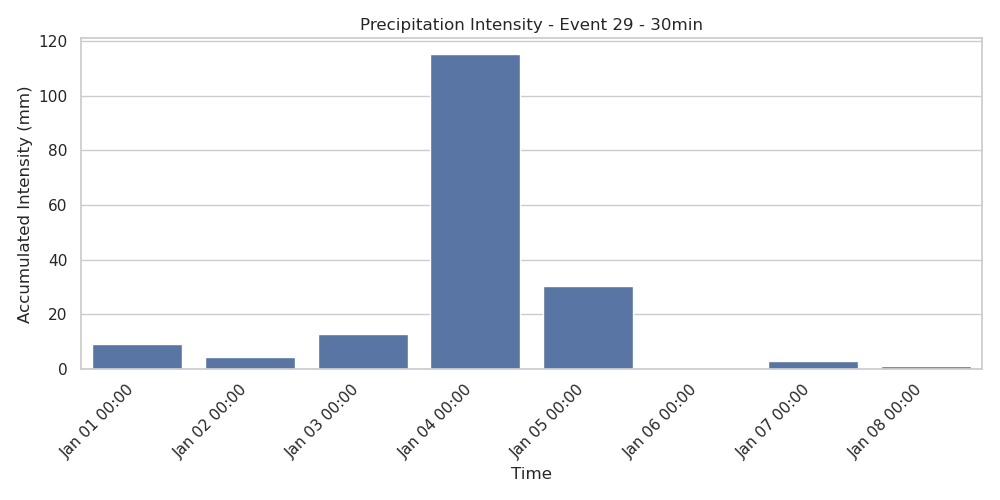 Precipitation Intensity - Event 29 - 30min
Accumulated Intensity (mm)
120
100
80
60
40
20
0
Jan 01 00:00
Jan 02 00:00
Jan 03 00:00
Jan 04 00:00
Jan 05 00:00
Jan 06 00:00
Jan 07 00:00
Jan 08 00:00
Time